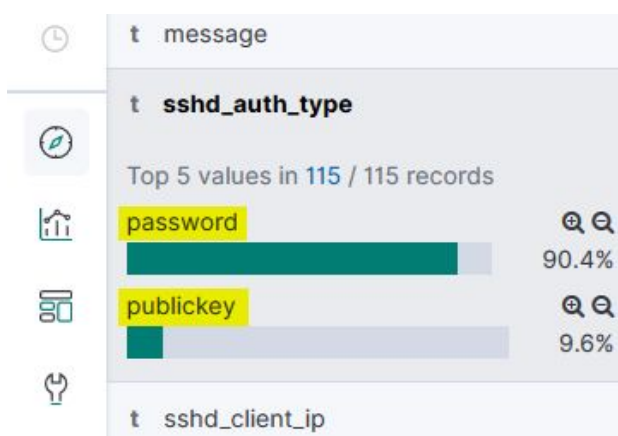 t message
t sshd_auth_type
Top 5 values in 115 / 115 records
password
90.4%
publickey
9.6%
t sshd_client_ip